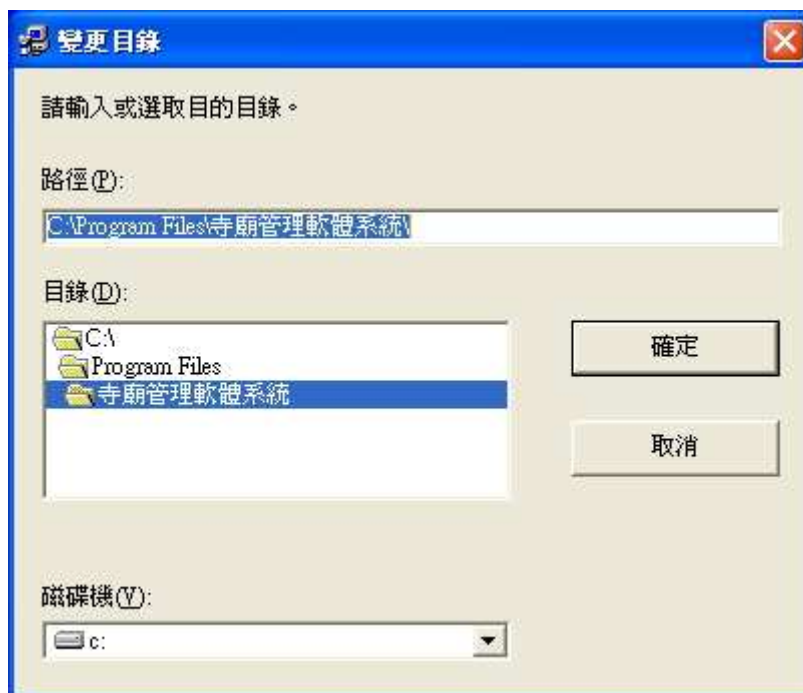 變更目錄
請輸入或選取目的目錄。
路徑(P):
C:\Program Files\寺廟管理軟體系統\
目錄(D):
C:\
Program Files
寺廟管理軟體系統
確定
取消
磁碟機(V):
c: